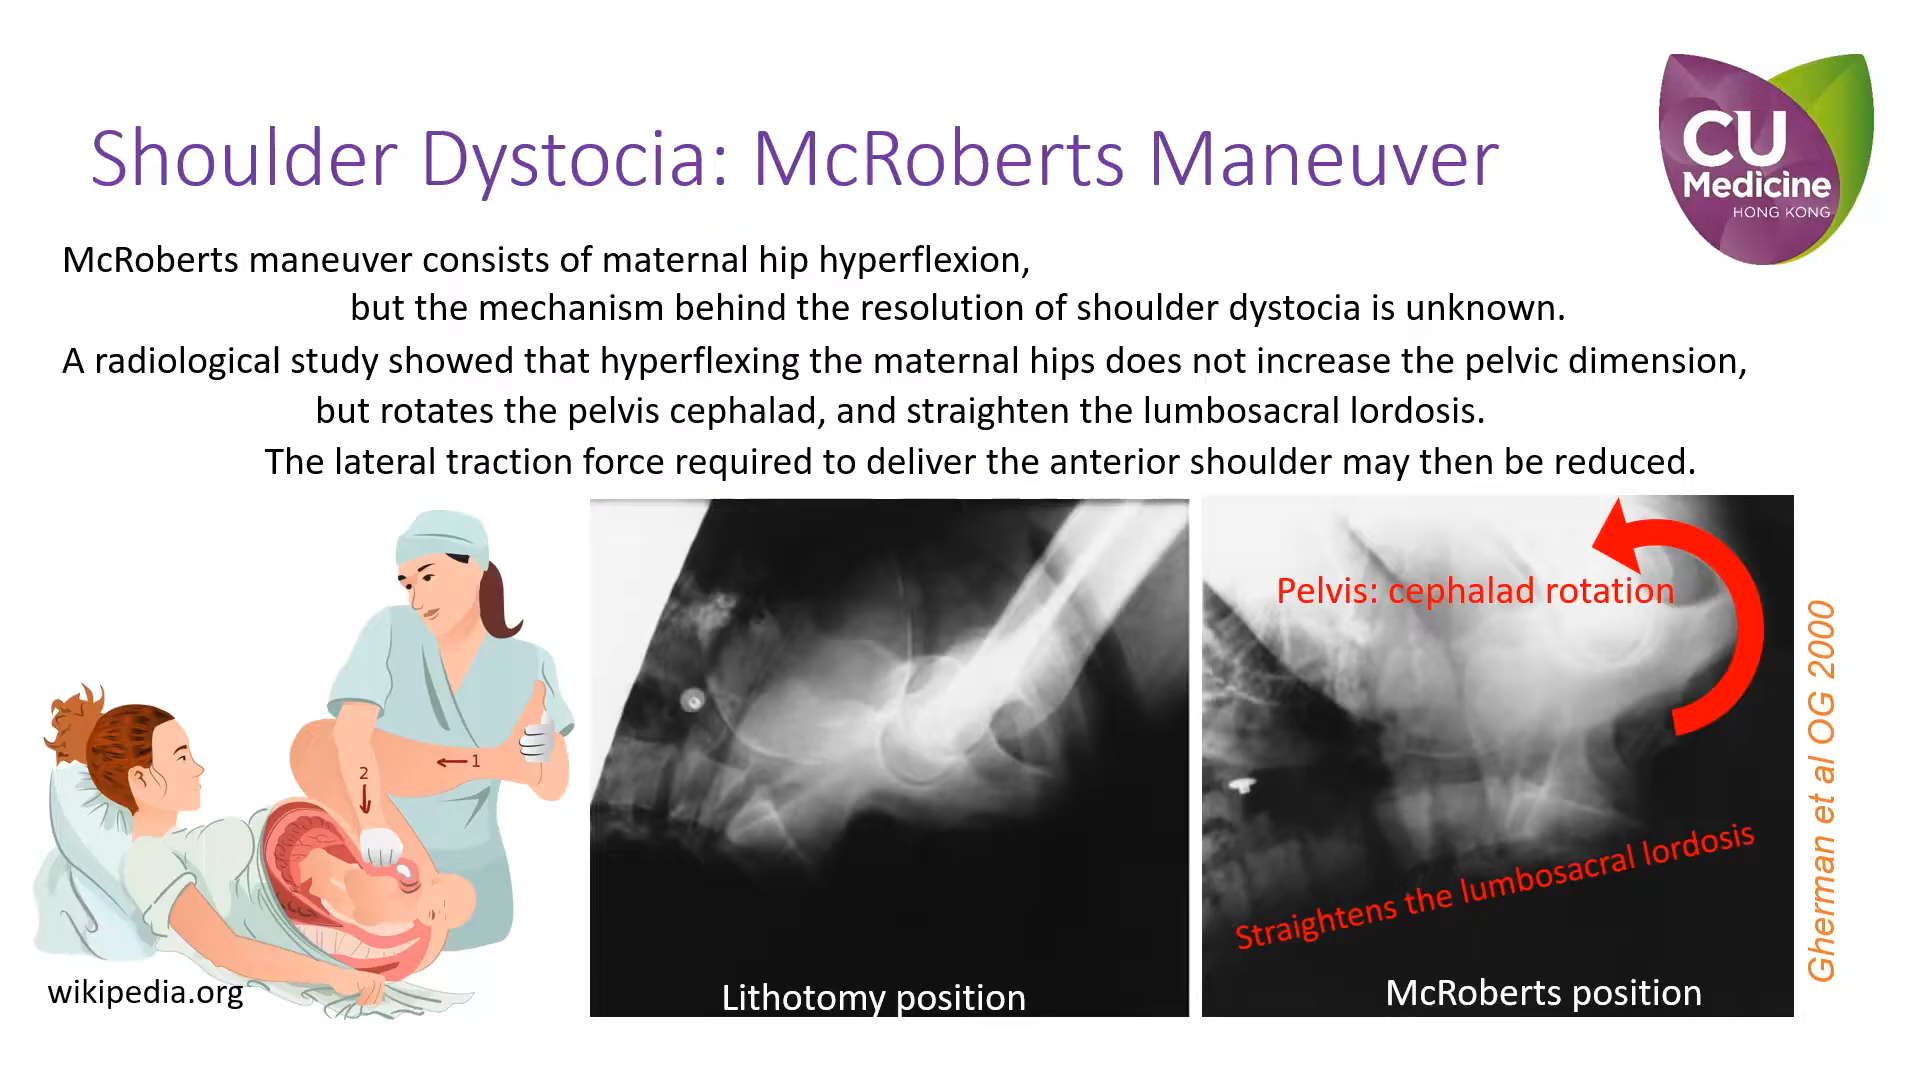 Shoulder Dystocia: McRoberts Maneuver
CU
Medicine
HONG KONG
McRoberts maneuver consists of maternal hip hyperflexion,
but the mechanism behind the resolution of shoulder dystocia is unknown.
A radiological study showed that hyperflexing the maternal hips does not increase the pelvic dimension,
but rotates the pelvis cephalad, and straighten the lumbosacral lordosis.
The lateral traction force required to deliver the anterior shoulder may then be reduced.
1
2
wikipedia.org
Lithotomy position
Pelvis: cephalad rotation
Straightens the lumbosacral lordosis
McRoberts position
Gherman et al OG 2000